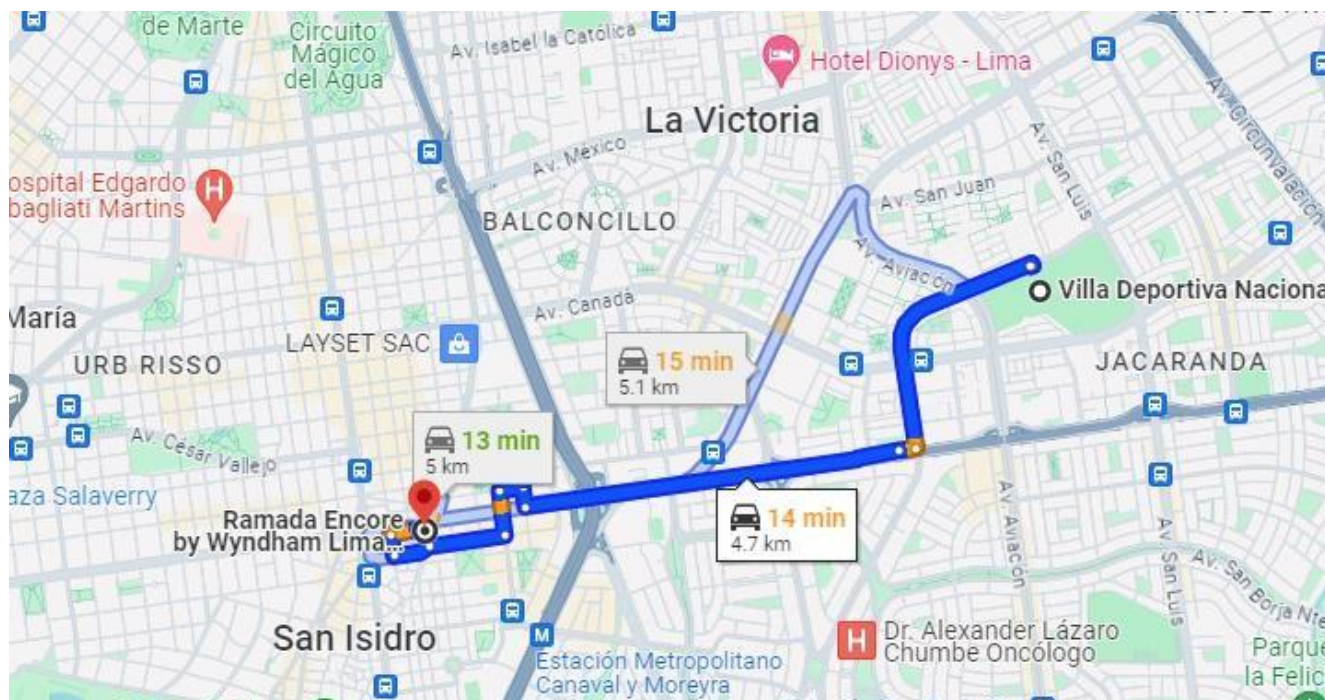 de Marte
Circuito
Mágico
del Agua
Av. Isabel la Católica
Hotel Dionys - Lima
La Victoria
Av. México
Av. San Luis
Av. Circunvalación
ospital Edgardo
bagliati Martins
H
BALCONCILLO
Av. San Juan
Av. Aviación
Villa Deportiva Naciona
Av. Canadá
María
LAYSET SAC
URB RISSO
15 min
5.1 km
JACARANDA
13 min
5 km
Av. César Vallejo
aza Salaverry
Ramada Encore
by Wyndham Lima...
14 min
4.7 km
Av. Aviación
Av. San Luis
Av. San Borja Nte
San Isidro
M
Estación Metropolitano
Canaval y Moreyra
H
Dr. Alexander Lázaro
Chumbe Oncólogo
Parque
la Felic